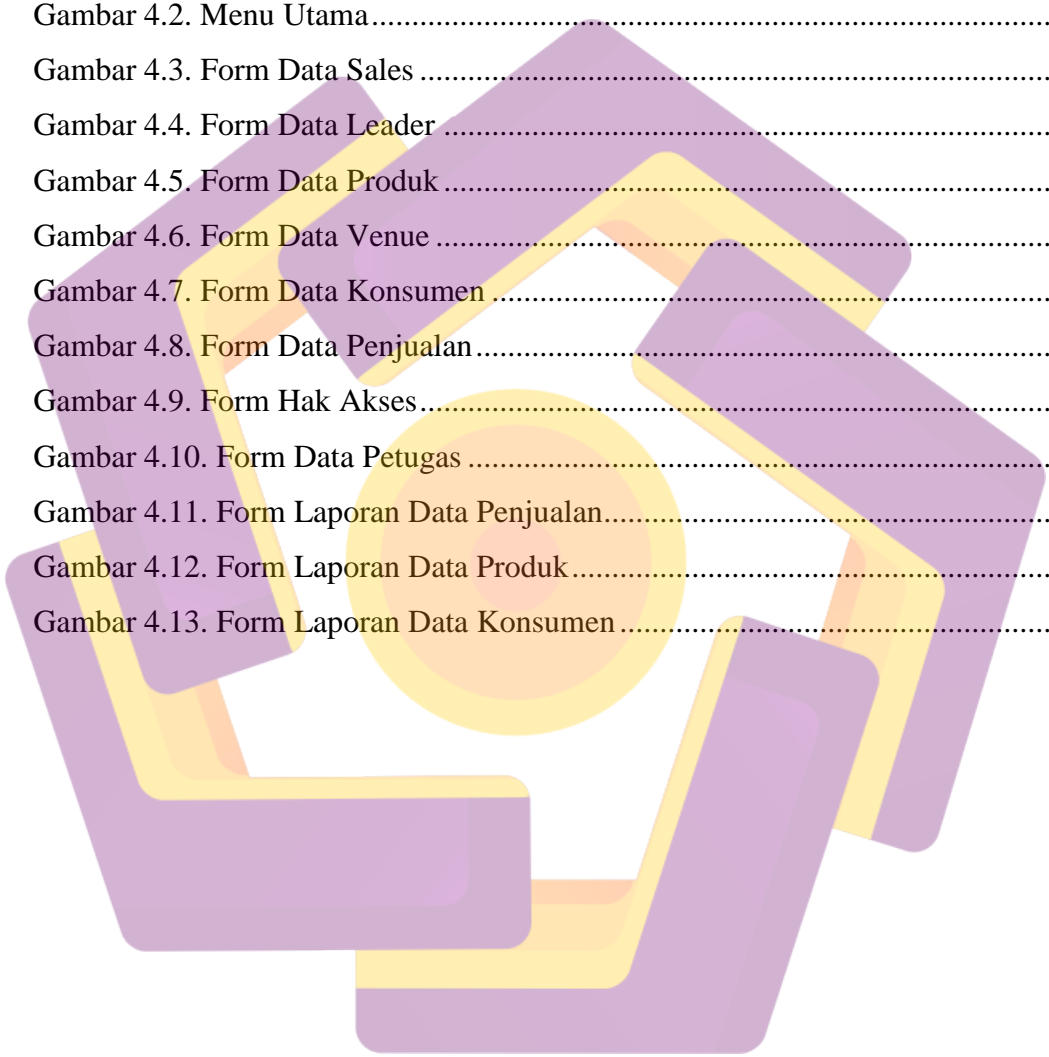 Gambar 4.2. Menu Utama....................................................................................
Gambar 4.3. Form Data Sales ............................................................................
Gambar 4.4. Form Data Leader .........................................................................
Gambar 4.5. Form Data Produk .........................................................................
Gambar 4.6. Form Data Venue ..........................................................................
Gambar 4.7. Form Data Konsumen ...................................................................
Gambar 4.8. Form Data Penjualan.....................................................................
Gambar 4.9. Form Hak Akses............................................................................
Gambar 4.10. Form Data Petugas ......................................................................
Gambar 4.11. Form Laporan Data Penjualan.....................................................
Gambar 4.12. Form Laporan Data Produk.........................................................
Gambar 4.13. Form Laporan Data Konsumen ...................................................